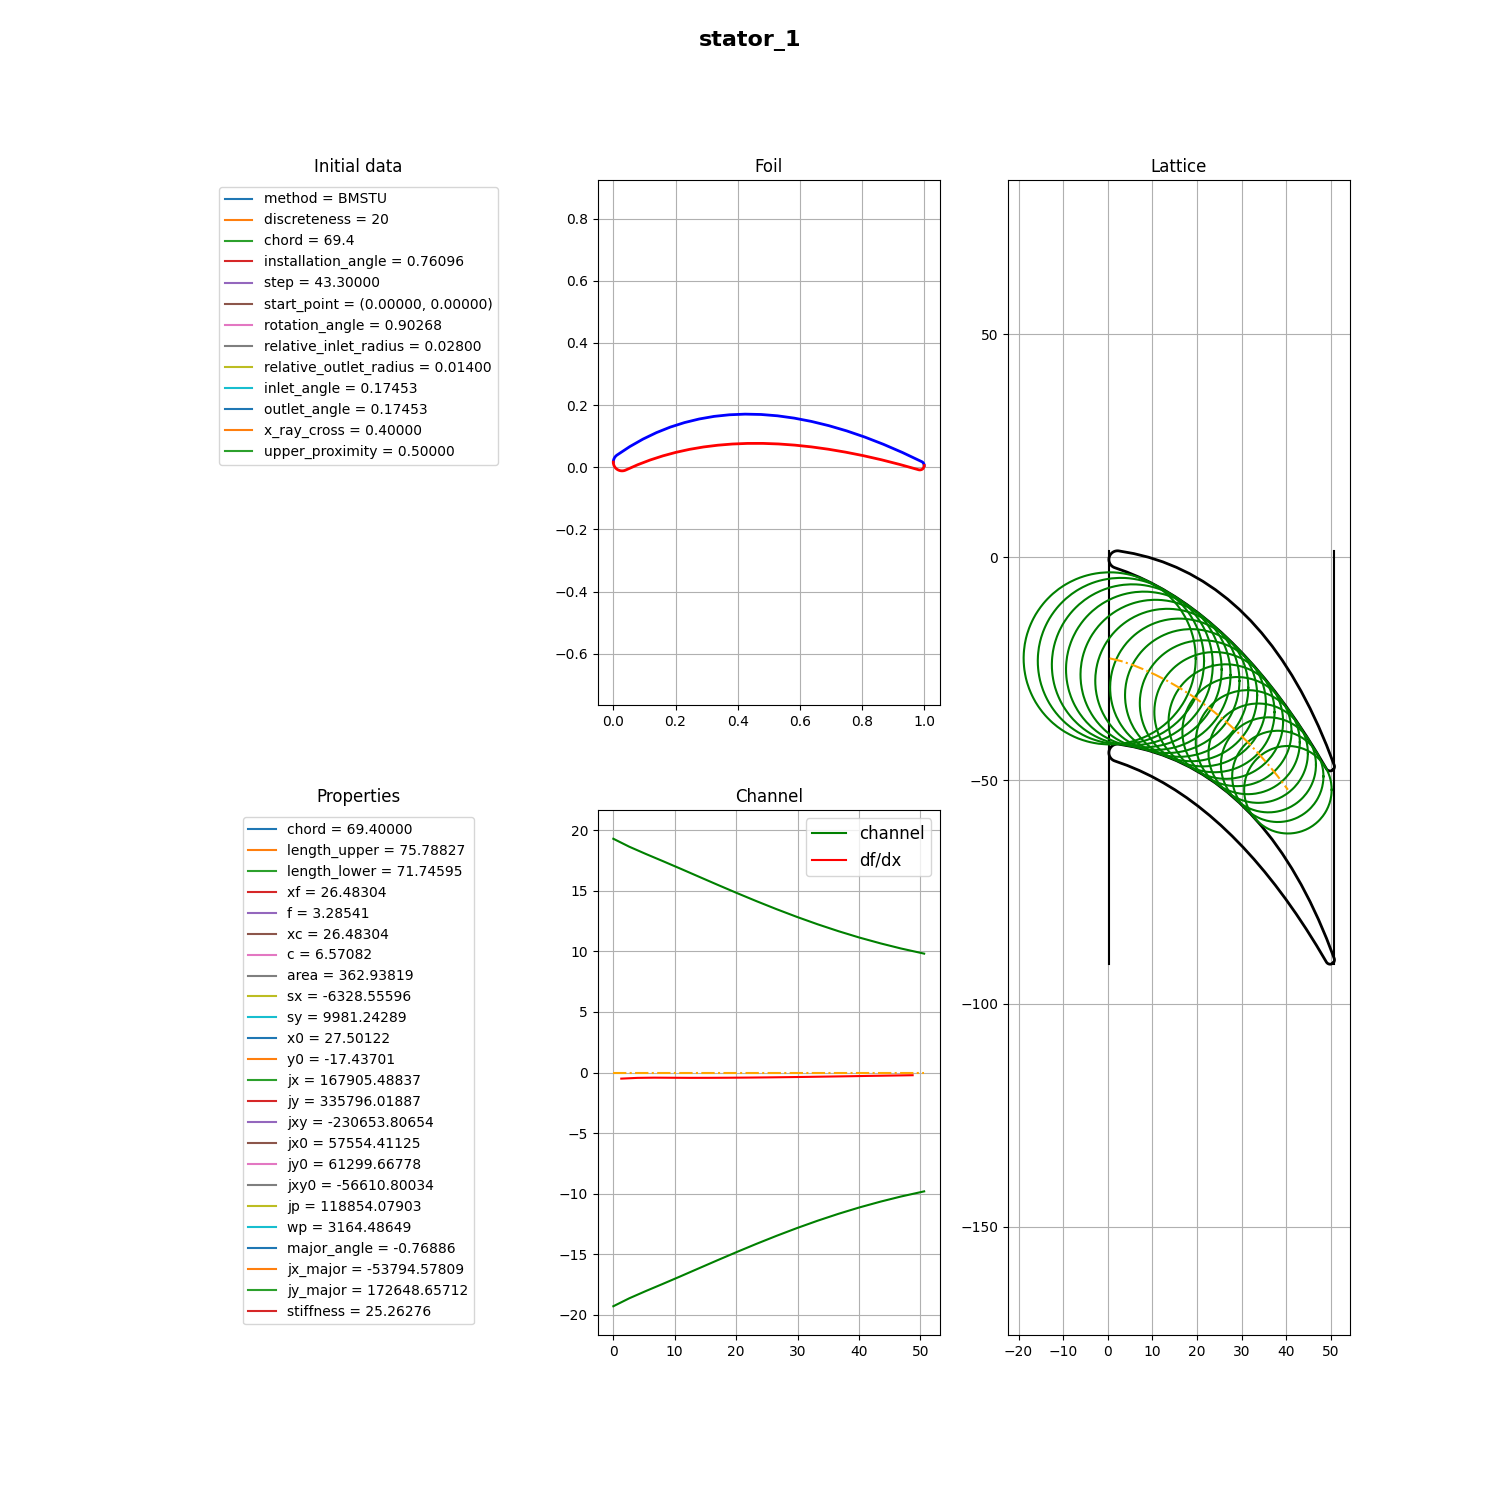 stator_1
Initial data
method = BMSTU
discreteness = 20
chord = 69.4
installation_angle = 0.76096
step = 43.30000
start_point = (0.00000, 0.00000)
rotation_angle = 0.90268
relative_inlet_radius = 0.02800
relative_outlet_radius = 0.01400
inlet_angle = 0.17453
outlet_angle = 0.17453
x_ray_cross = 0.40000
upper_proximity = 0.50000
Foil
0.8
0.6
0.4
0.2
0.0
−0.2
−0.4
−0.6
0.0 0.2 0.4 0.6 0.8 1.0
Lattice
50
0
−50
−100
−150
−20 −10 0 10 20 30 40 50
Properties
chord = 69.40000
length_upper = 75.78827
length_lower = 71.74595
xf = 26.48304
f = 3.28541
xc = 26.48304
c = 6.57082
area = 362.93819
sx = -6328.55596
sy = 9981.24289
x0 = 27.50122
y0 = -17.43701
jx = 167905.48837
jy = 335796.01887
jxy = -230653.80654
jx0 = 57554.41125
jy0 = 61299.66778
jxy0 = -56610.80034
jp = 118854.07903
wp = 3164.48649
major_angle = -0.76886
jx_major = -53794.57809
jy_major = 172648.65712
stiffness = 25.26276
Channel
channel
df/dx
20
15
10
5
0
−5
−10
−15
−20
0 10 20 30 40 50